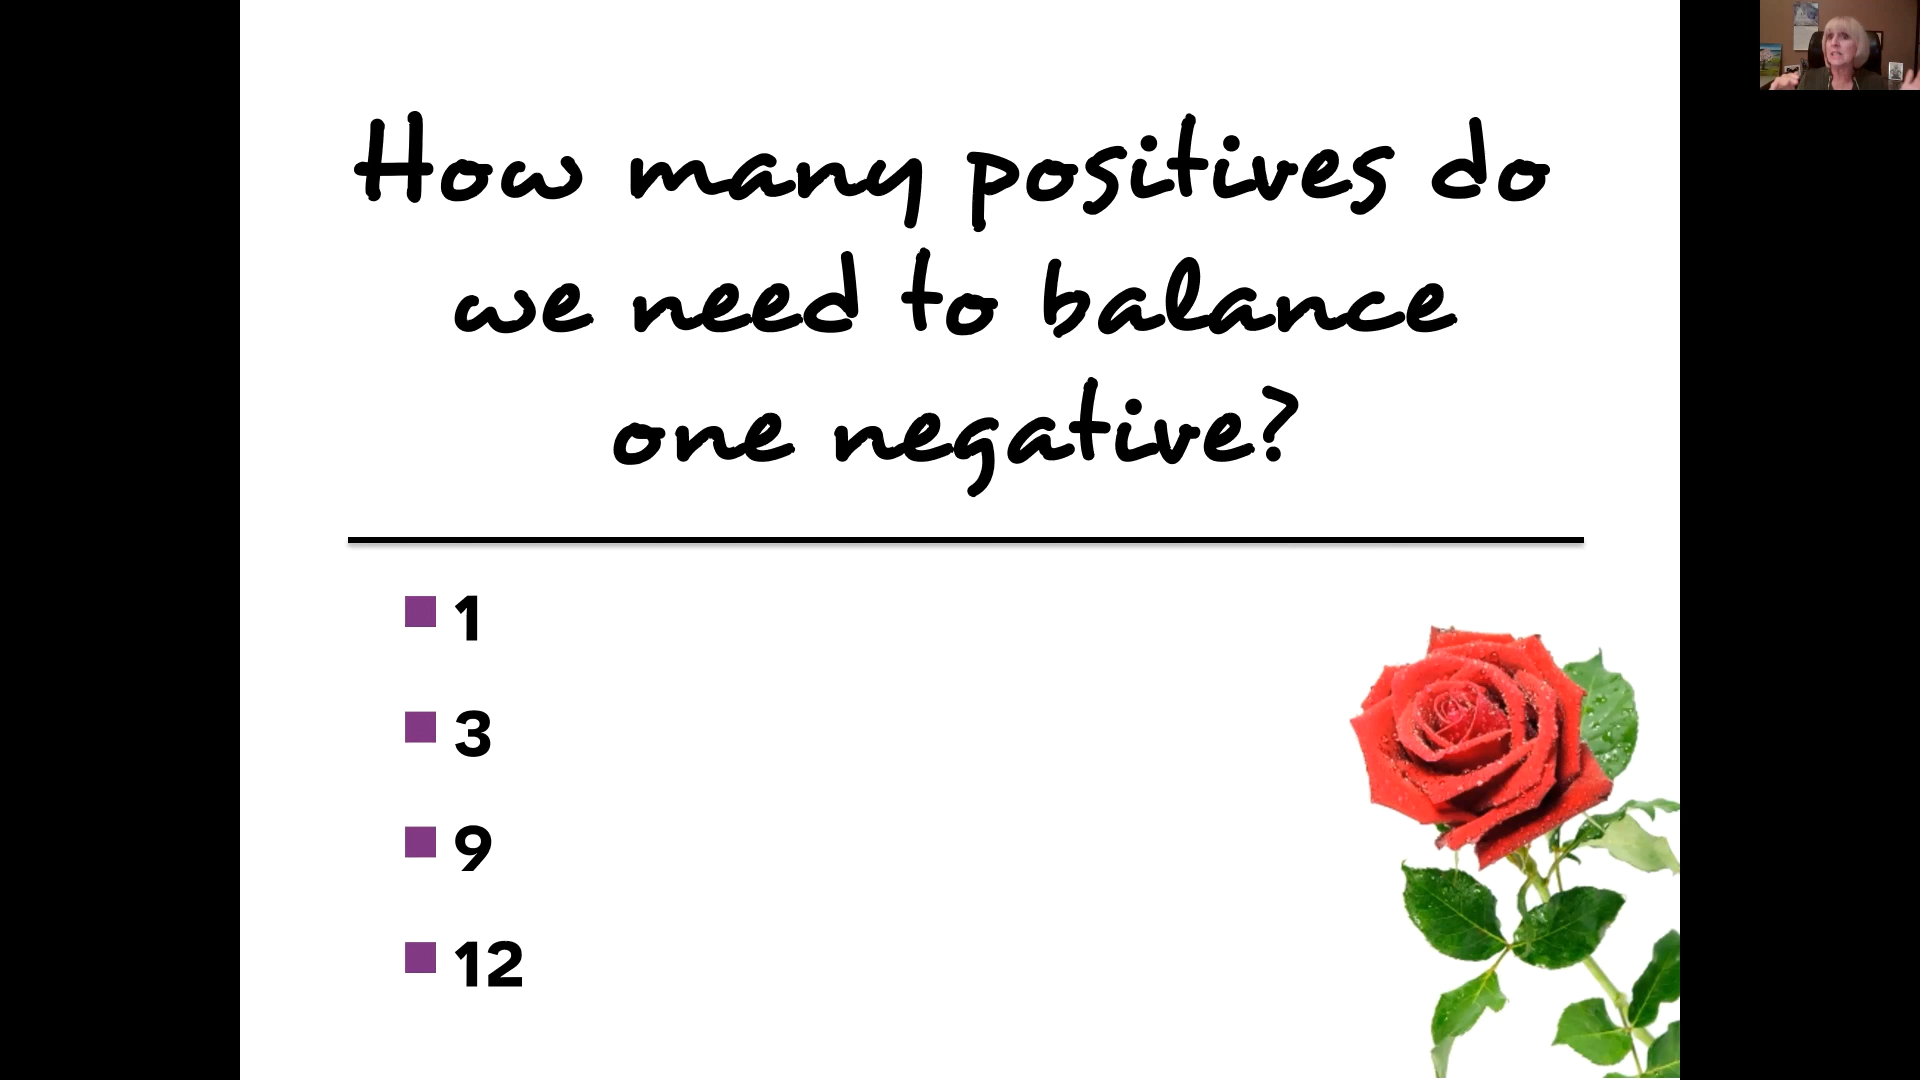 How many positives do
we need to balance
one negative?
1
3
9
12